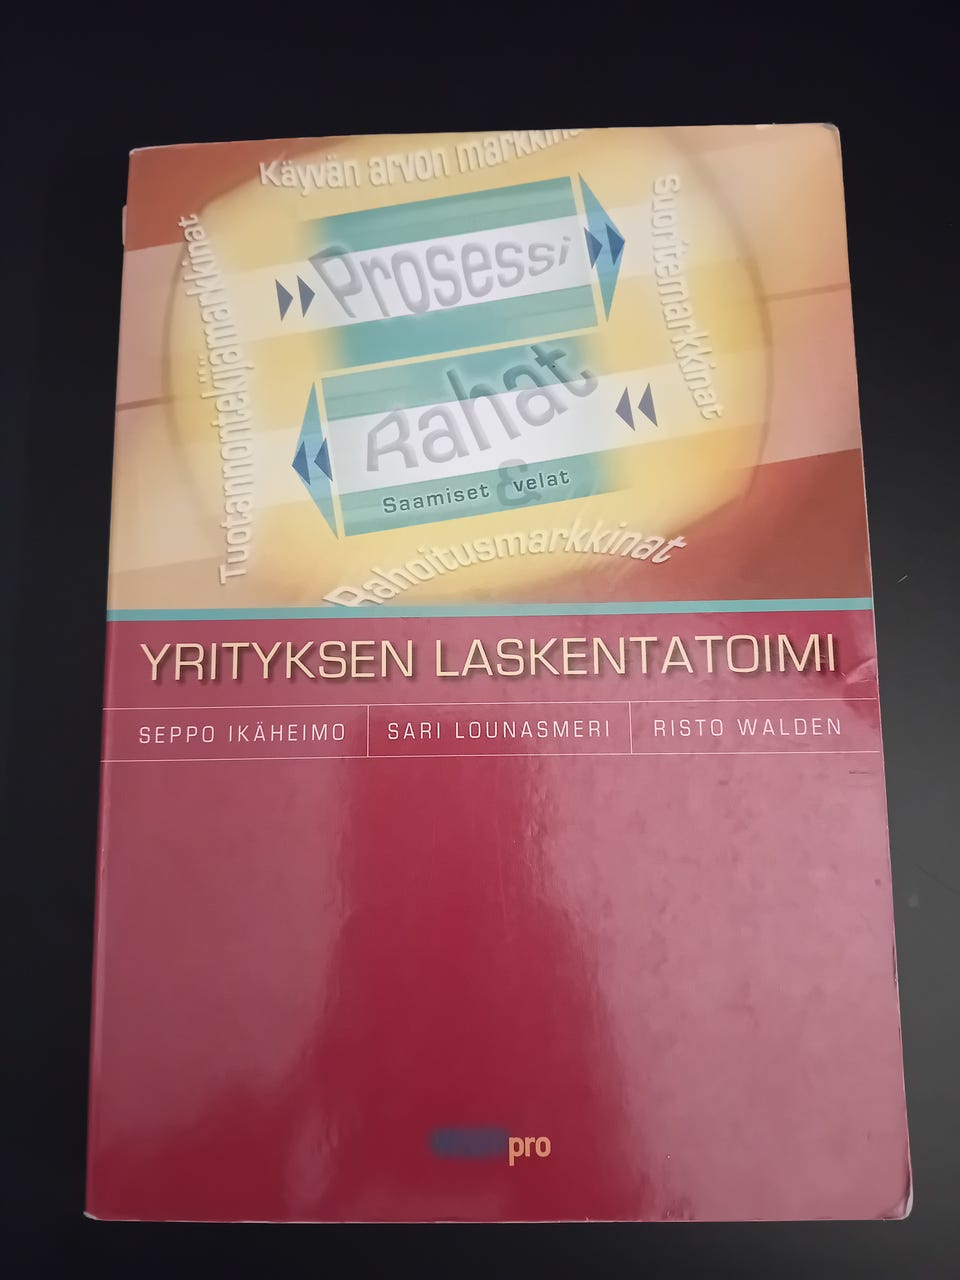 Käyvän arvon markkin
Tuotannontekijämarkkinat
Prosessi
Suoritemarkkinat
Rahat
&
Saamiset velat
Rahoitusmarkkinat
YRITYKSEN LASKENTATOIMI
SEPPO IKÄHEIMO
SARI LOUNASMERI
RISTO WALDEN
pro